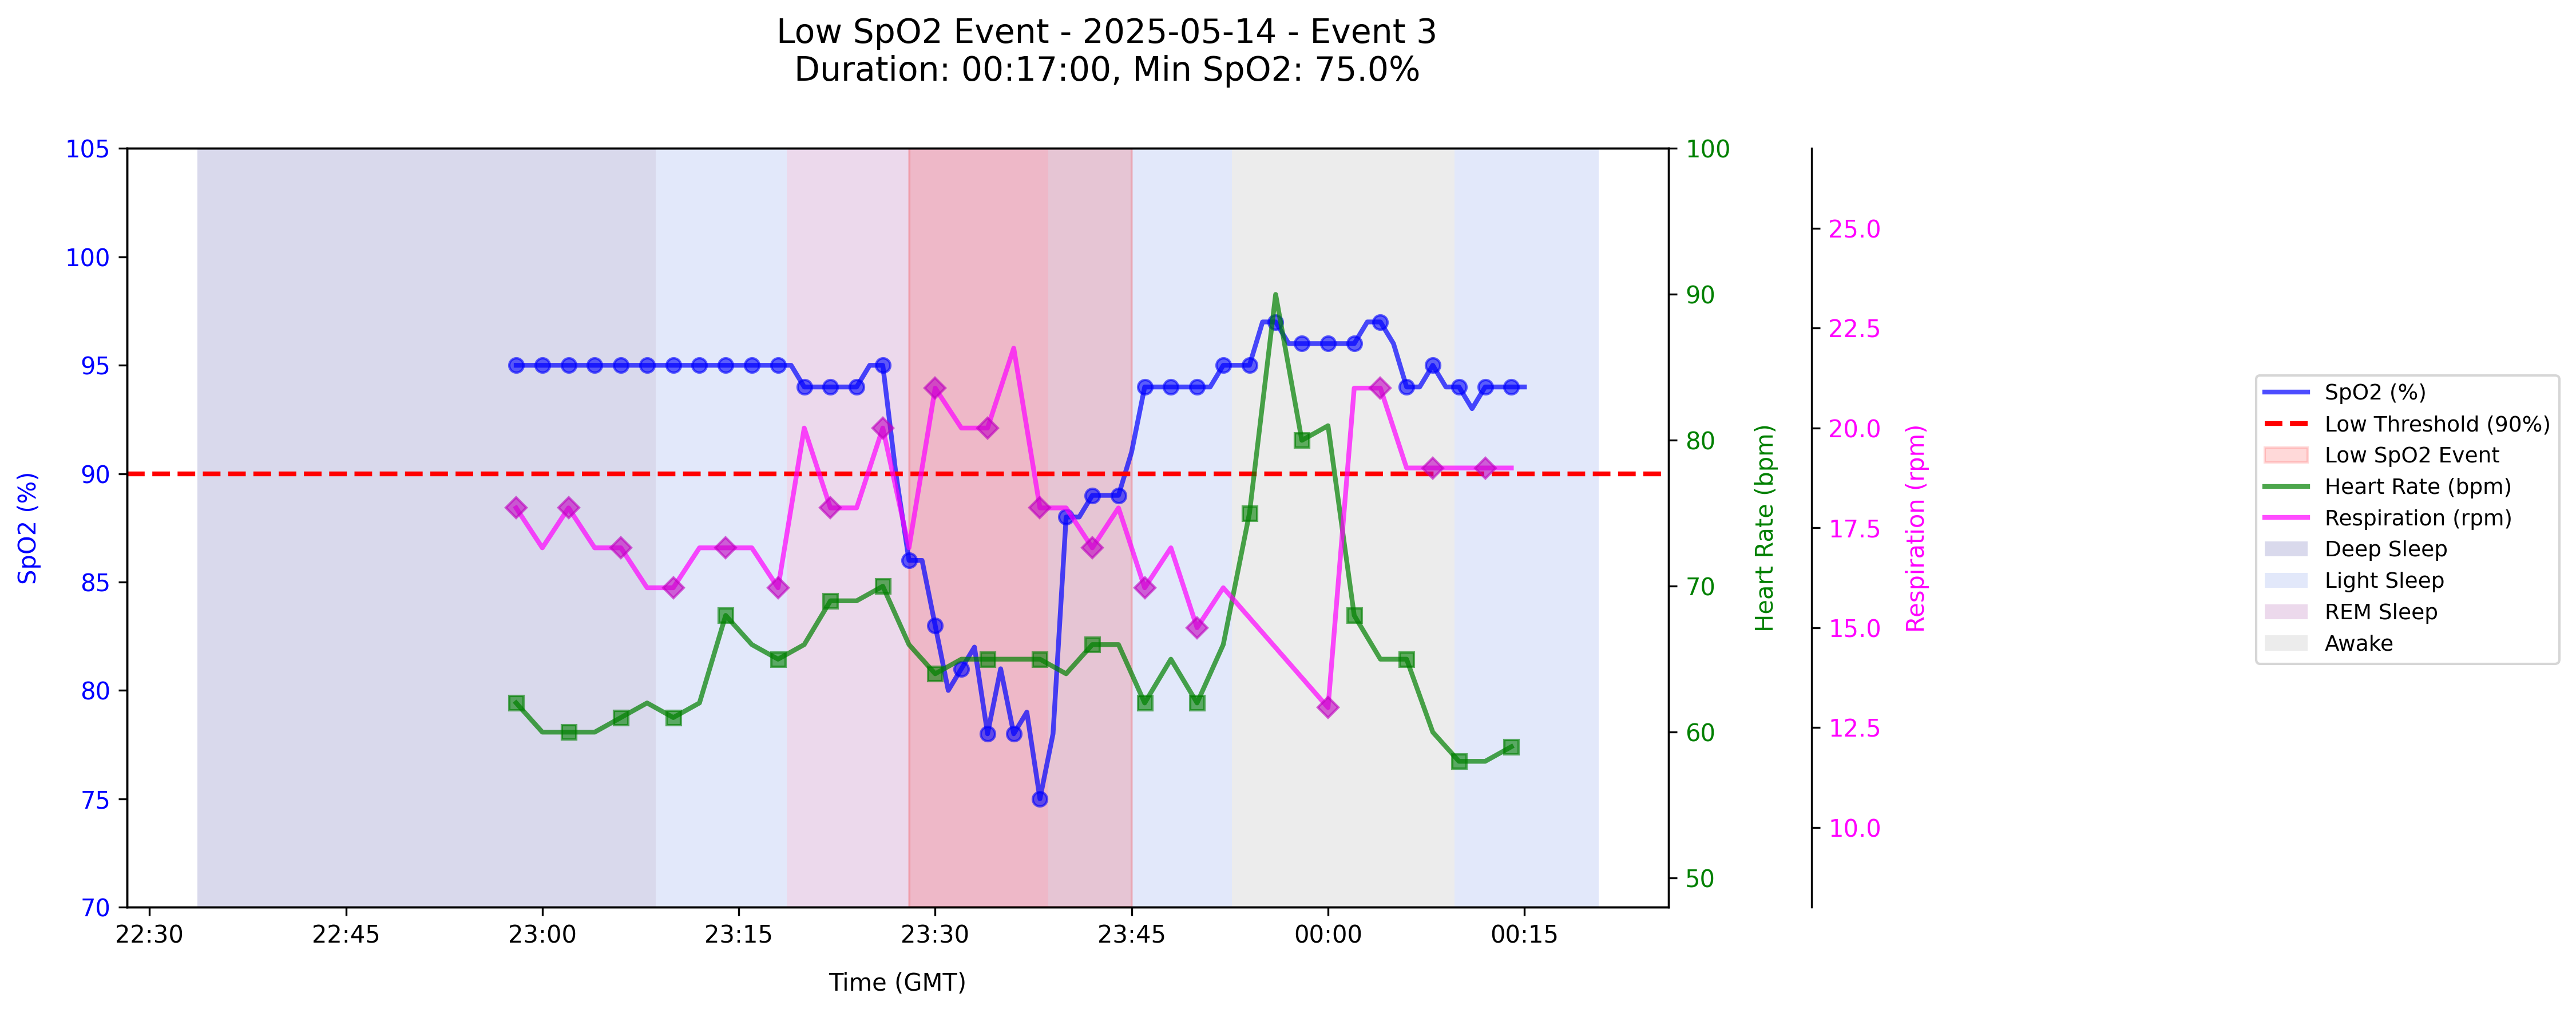 Low SpO2 Event - 2025-05-14 - Event 3
Duration: 00:17:00, Min SpO2: 75.0%
105
100
95
90
85
80
75
70
SpO2 (%)
22:30
22:45
23:00
23:15
23:30
23:45
00:00
00:15
Time (GMT)
100
90
80
70
60
50
Heart Rate (bpm)
25.0
22.5
20.0
17.5
15.0
12.5
10.0
Respiration (rpm)
SpO2 (%)
Low Threshold (90%)
Low SpO2 Event
Heart Rate (bpm)
Respiration (rpm)
Deep Sleep
Light Sleep
REM Sleep
Awake